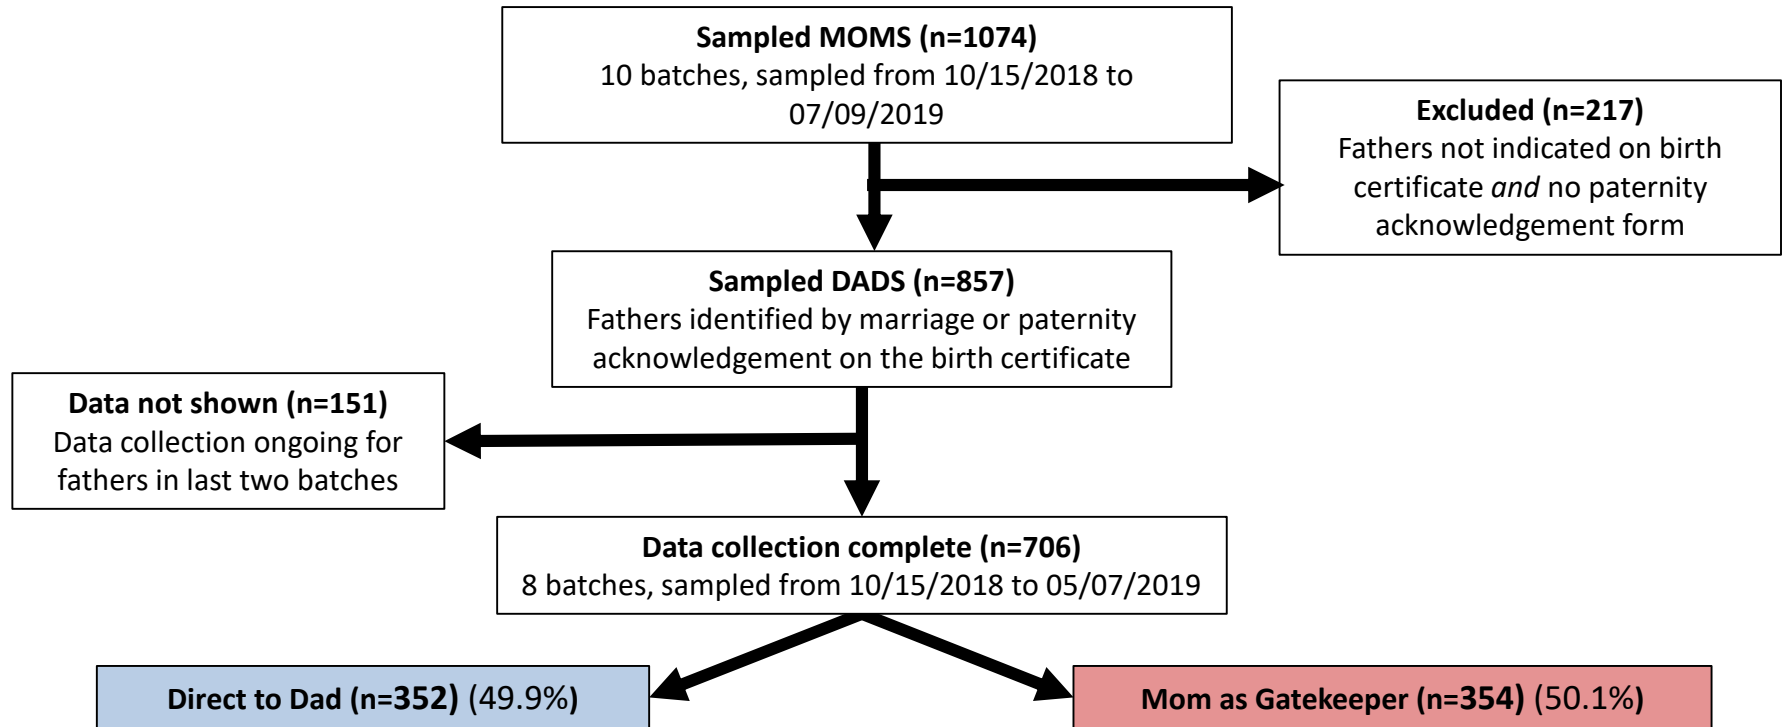 Sampled MOMS (n=1074)
10 batches, sampled from 10/15/2018 to
07/09/2019
Excluded (n=217)
Fathers not indicated on birth
certificate and no paternity
acknowledgement form
Sampled DADS (n=857)
Fathers identified by marriage or paternity
acknowledgement on the birth certificate
Data not shown (n=151)
Data collection ongoing for
fathers in last two batches
Data collection complete (n=706)
8 batches, sampled from 10/15/2018 to 05/07/2019
Direct to Dad (n=352) (49.9%)
Mom as Gatekeeper (n=354) (50.1%)